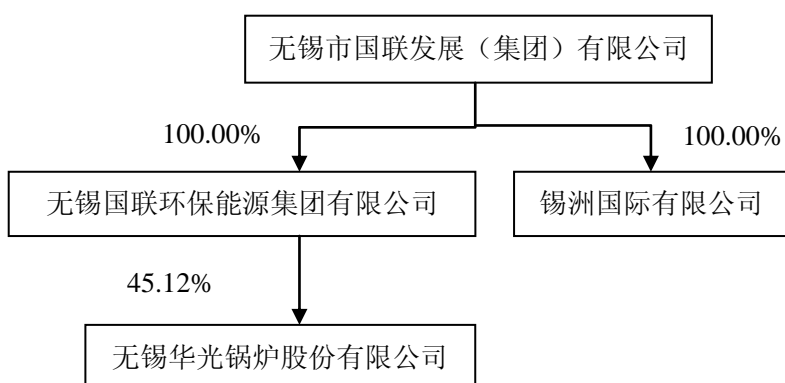 无锡市国联发展（集团）有限公司
100.00%
100.00%
无锡国联环保能源集团有限公司
锡洲国际有限公司
45.12%
无锡华光锅炉股份有限公司